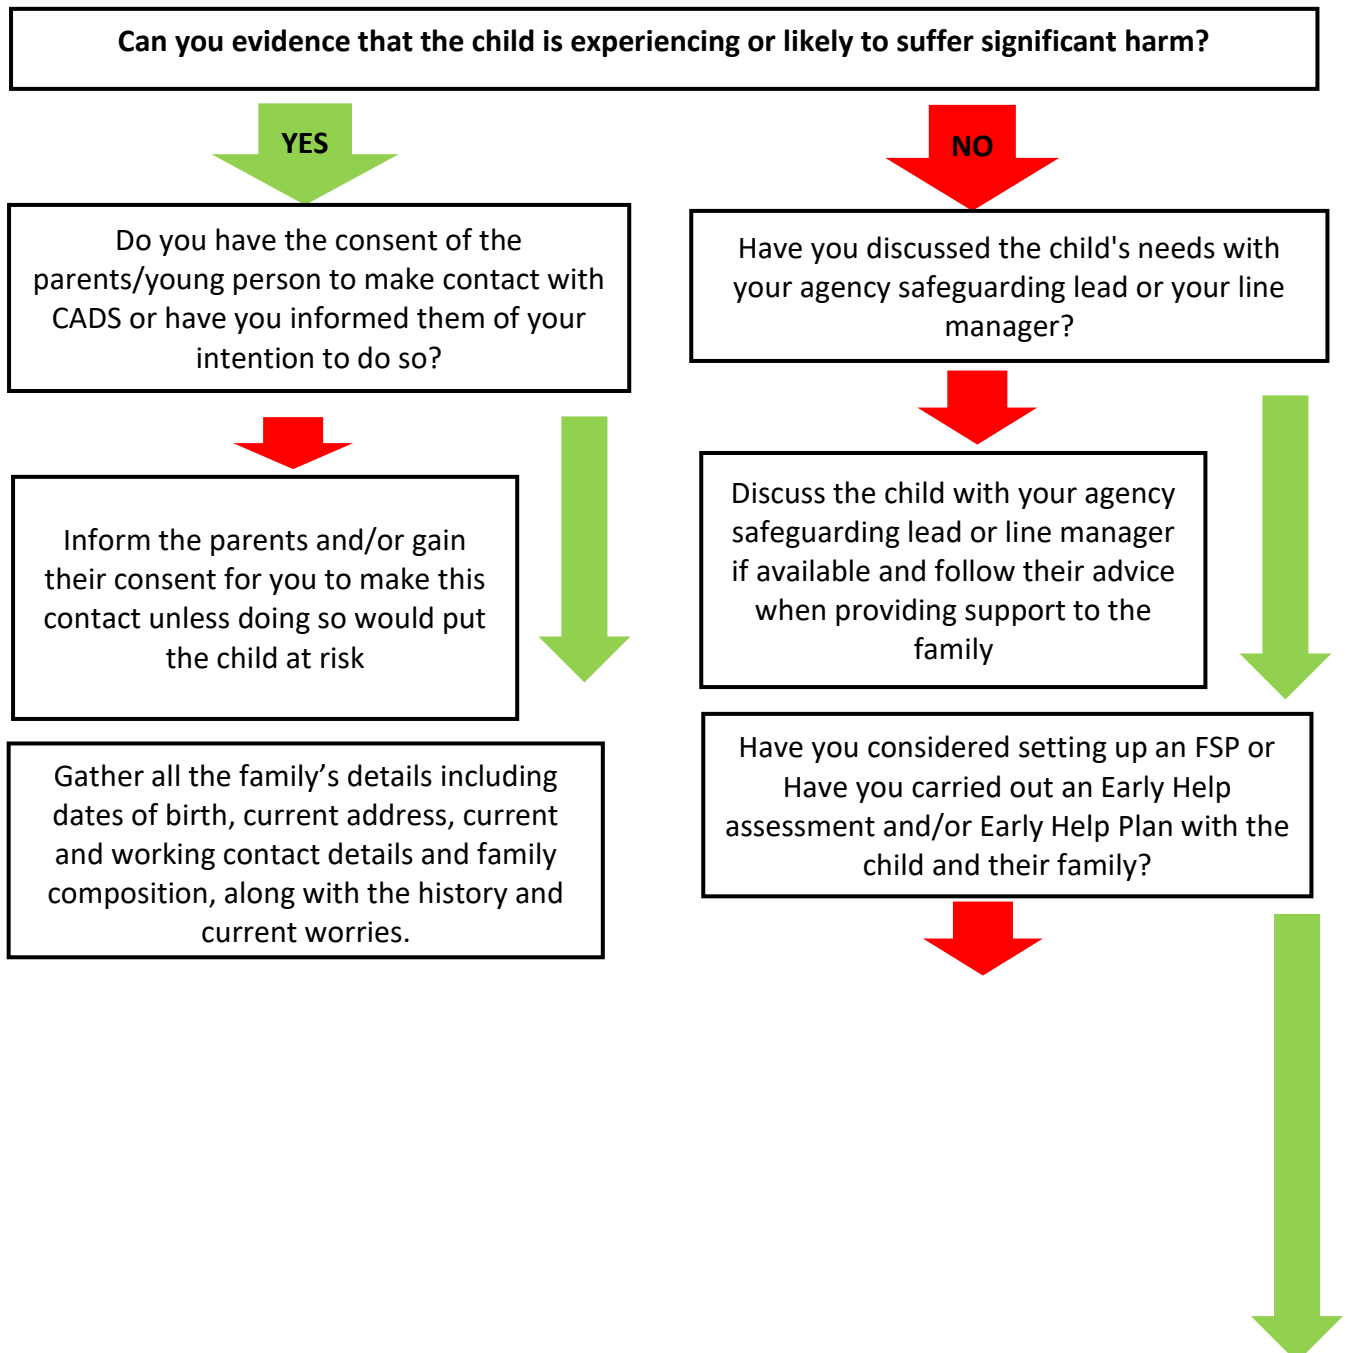 Can you evidence that the child is experiencing or likely to suffer significant harm?
YES
NO
Do you have the consent of the
parents/young person to make contact with
CADS or have you informed them of your
intention to do so?
Have you discussed the child's needs with
your agency safeguarding lead or your line
manager?
Inform the parents and/or gain
their consent for you to make this
contact unless doing so would put
the child at risk
Discuss the child with your agency
safeguarding lead or line manager
if available and follow their advice
when providing support to the
family
Gather all the family’s details including
dates of birth, current address, current
and working contact details and family
composition, along with the history and
current worries.
Have you considered setting up an FSP or
Have you carried out an Early Help
assessment and/or Early Help Plan with the
child and their family?